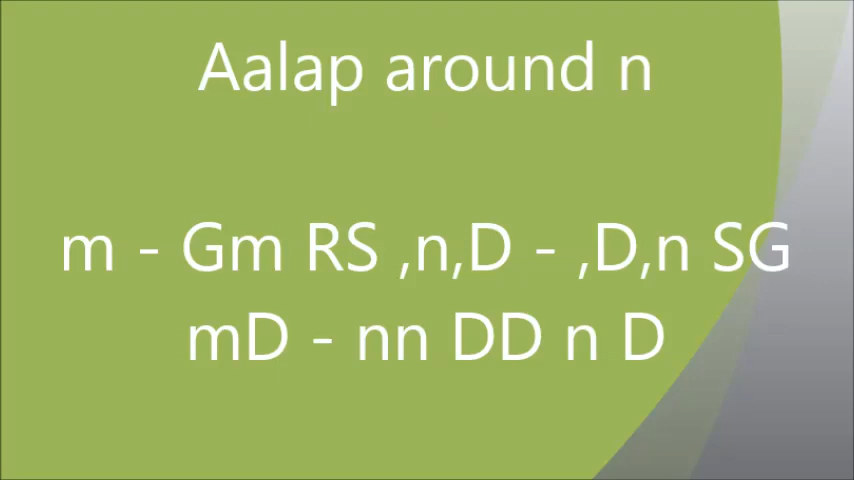 Aalap around n
m - Gm RS ,n,D - ,D,n SG
mD - nn DD n D